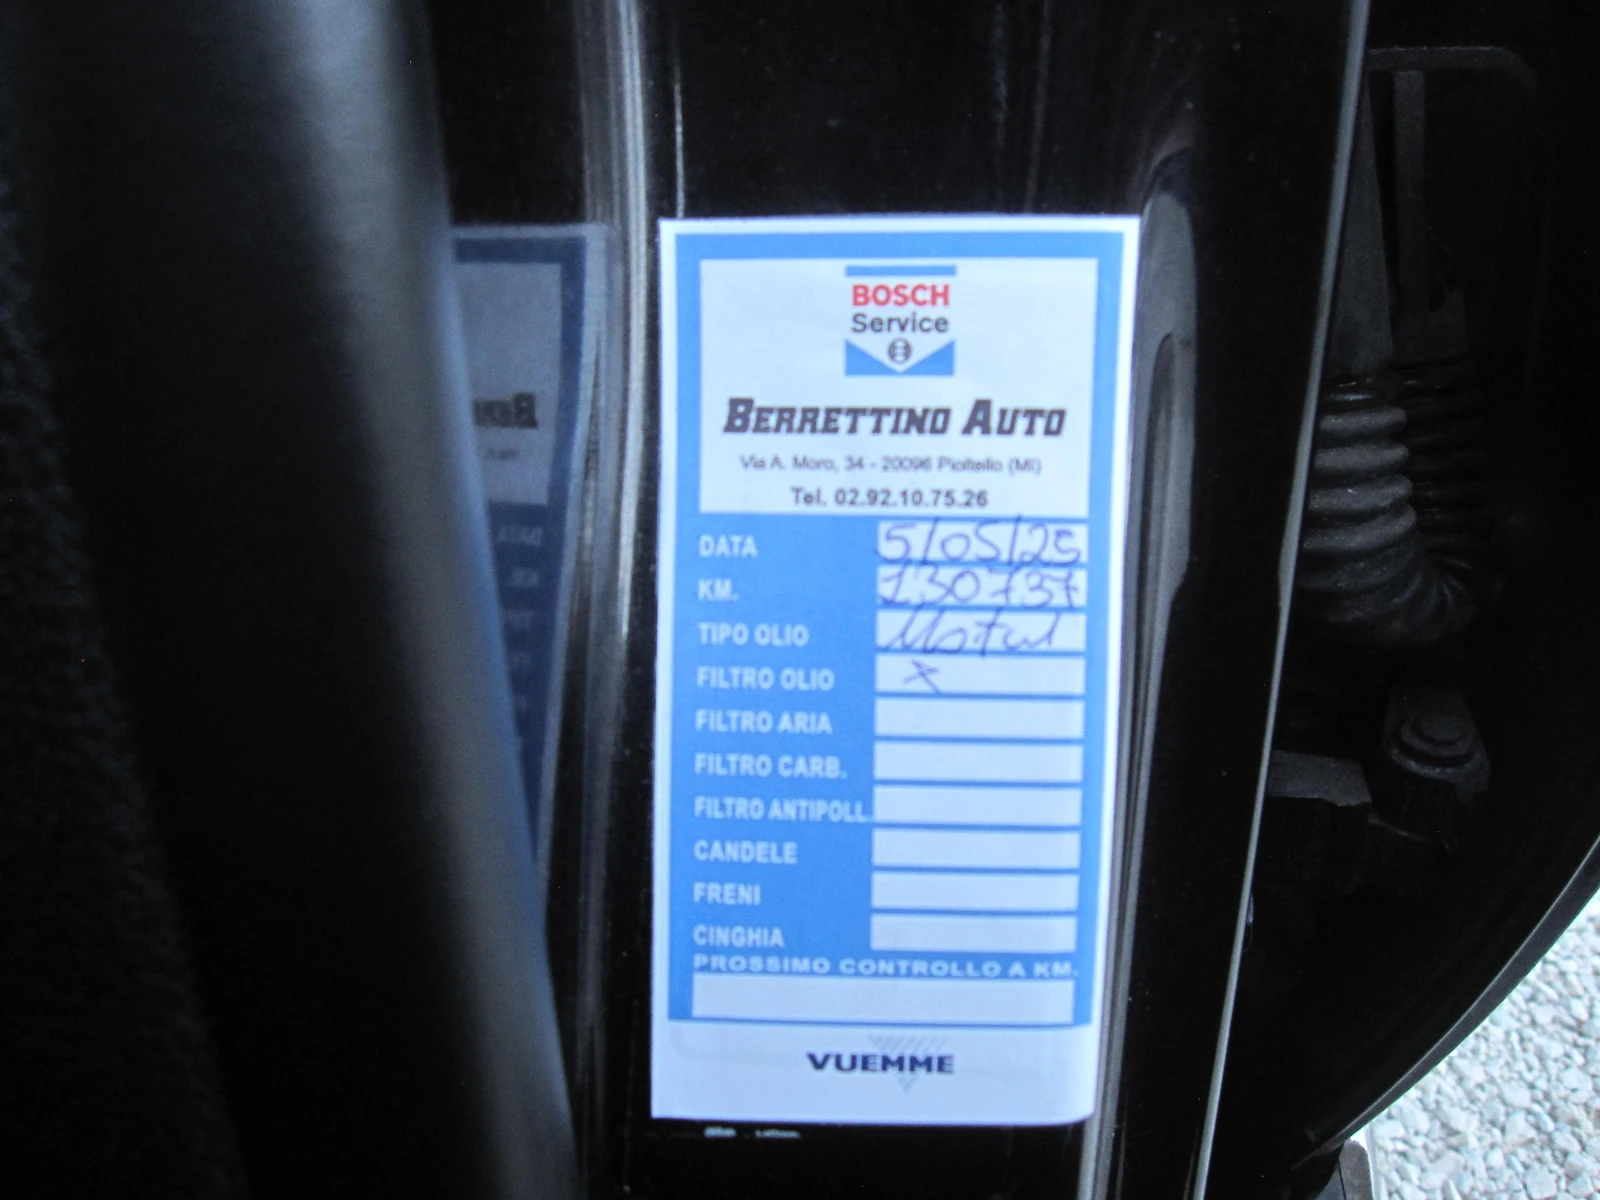 BOSCH
Service
BERRETTINO AUTO
Via A. Moro, 34 - 20096 Pioltello (MI)
Tel. 02.92.10.75.26
DATA 5/05/25
KM. 130737
TIPO OLIO Motul
FILTRO OLIO X
FILTRO ARIA
FILTRO CARB.
FILTRO ANTIPOLL.
CANDELE
FRENI
CINGHIA
PROSSIMO CONTROLLO A KM.
VUEMME